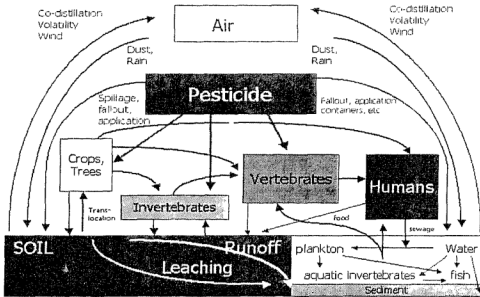 Co-distillation
Volatility
Wind
Air
Co-distillation
Volatility
Wind
Dust,
Rain
Dust,
Rain
Spillage,
fallout,
application
Pesticide
Fallout, application
containers, etc
Crops,
Trees
Vertebrates
Humans
Invertebrates
Trans-
location
food
sewage
SOIL
Runoff
plankton
Water
Leaching
aquatic invertebrates
fish
Sediment